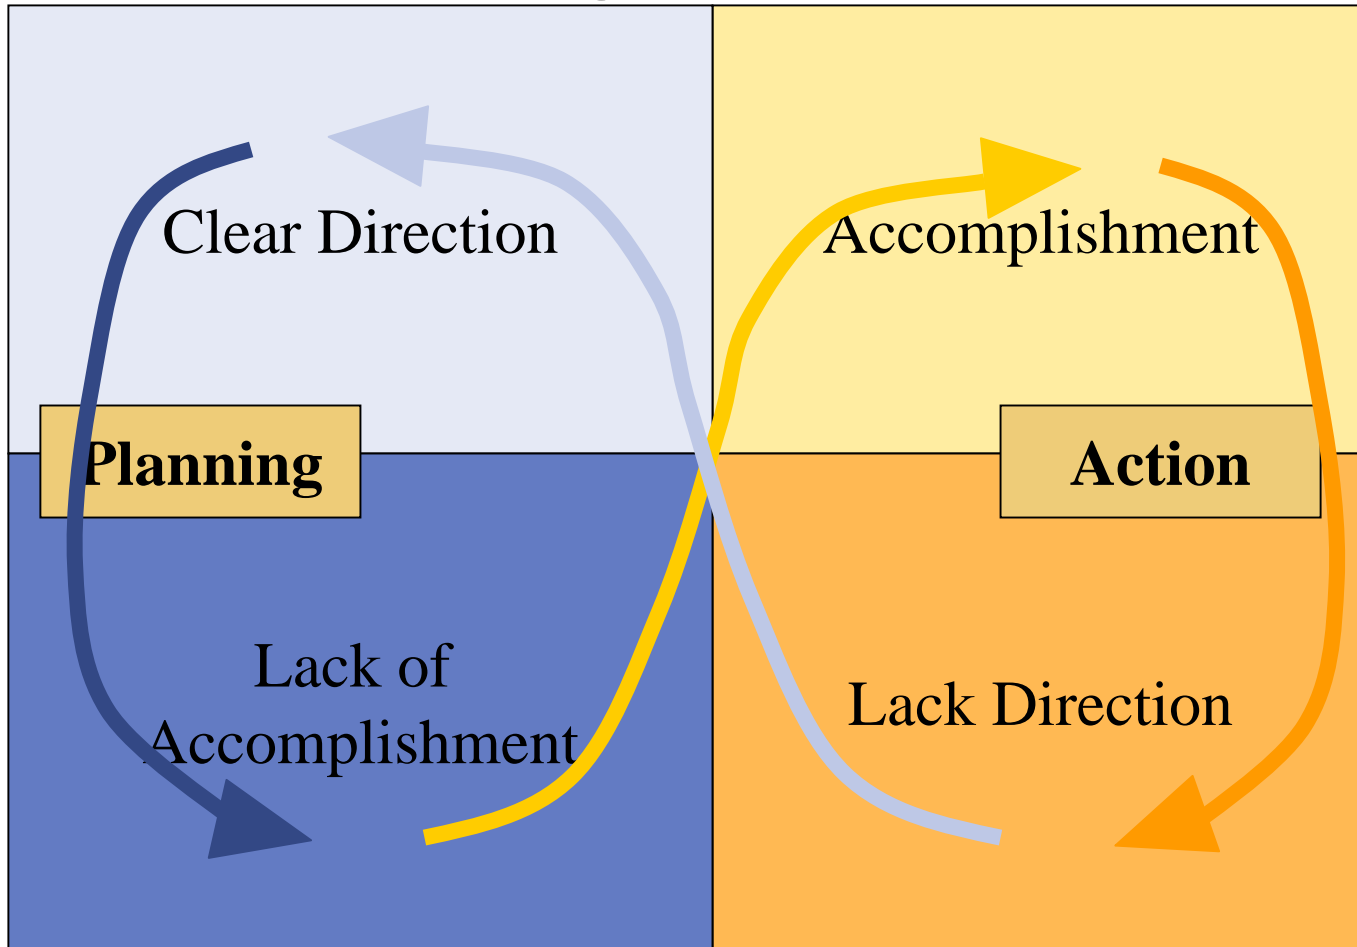 Clear Direction
Accomplishment
Planning
Action
Lack of
Accomplishment
Lack Direction